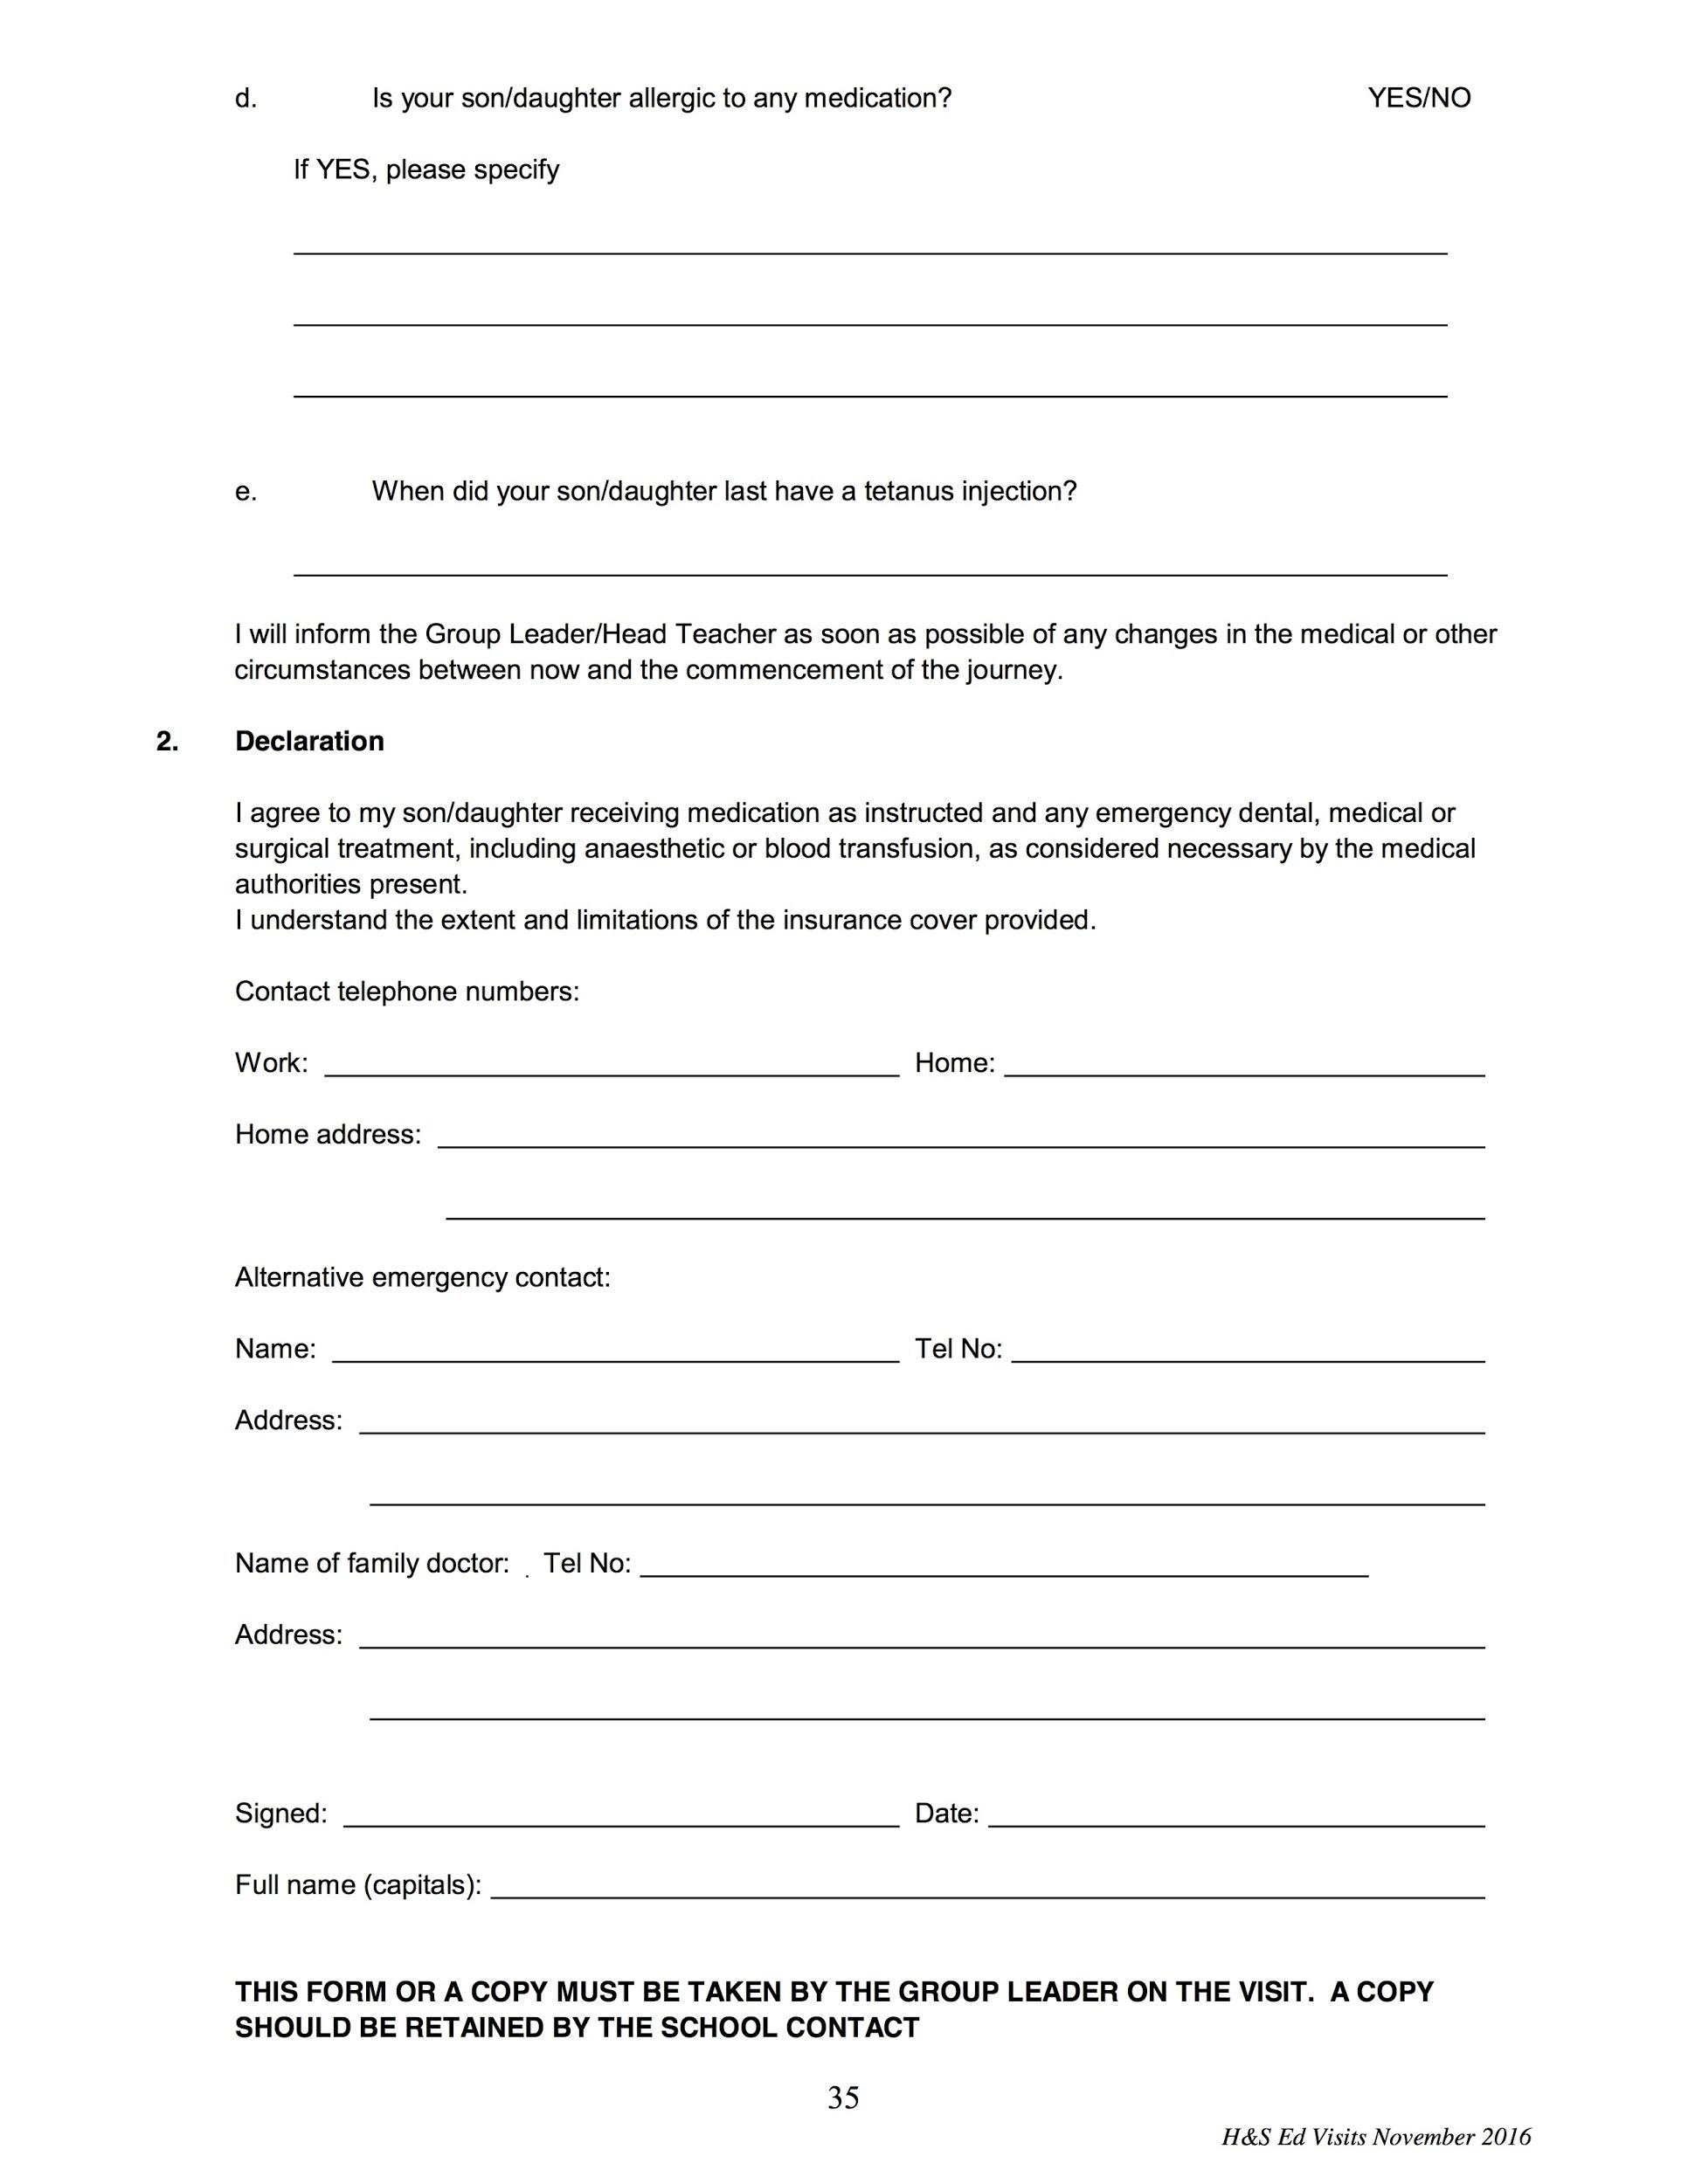 d. Is your son/daughter allergic to any medication? YES/NO
If YES, please specify
e. When did your son/daughter last have a tetanus injection?
I will inform the Group Leader/Head Teacher as soon as possible of any changes in the medical or other
circumstances between now and the commencement of the journey.
2. Declaration
I agree to my son/daughter receiving medication as instructed and any emergency dental, medical or
surgical treatment, including anaesthetic or blood transfusion, as considered necessary by the medical
authorities present.
I understand the extent and limitations of the insurance cover provided.
Contact telephone numbers:
Work: Home:
Home address:
Alternative emergency contact:
Name: Tel No:
Address:
Name of family doctor: . Tel No:
Address:
Signed: Date:
Full name (capitals):
THIS FORM OR A COPY MUST BE TAKEN BY THE GROUP LEADER ON THE VISIT. A COPY
SHOULD BE RETAINED BY THE SCHOOL CONTACT
35
H&S Ed Visits November 2016